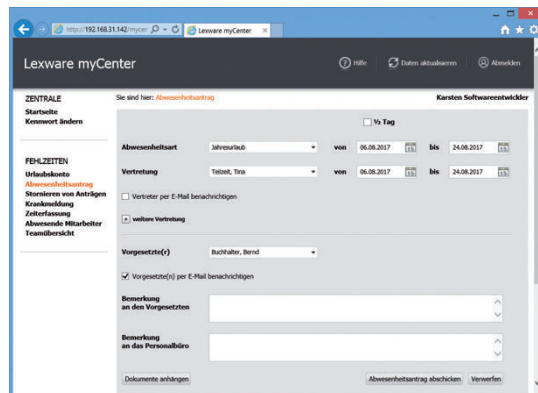 http://192.168.31.142/mycer
Lexware myCenter
Lexware myCenter
Hilfe
Daten aktualisieren
Abmelden
ZENTRALE
Startseite
Kennwort ändern
FEHLZEITEN
Urlaubskonto
Abwesenheitsantrag
Stornieren von Anträgen
Krankmeldung
Zeiterfassung
Abwesende Mitarbeiter
Teamübersicht
Sie sind hier: Abwesenheitsantrag
Karsten Softwareentwickler
½ Tag
Abwesenheitsart Jahresurlaub von 06.08.2017 bis 24.08.2017
Vertretung Teilzeit, Tina von 06.08.2017 bis 24.08.2017
Vertreter per E-Mail benachrichtigen
weitere Vertretung
Vorgesetzte(r) Buchhalter, Bernd
Vorgesetzte(n) per E-Mail benachrichtigen
Bemerkung
an den Vorgesetzten
Bemerkung
an das Personalbüro
Dokumente anhängen
Abwesenheitsantrag abschicken
Verwerfen